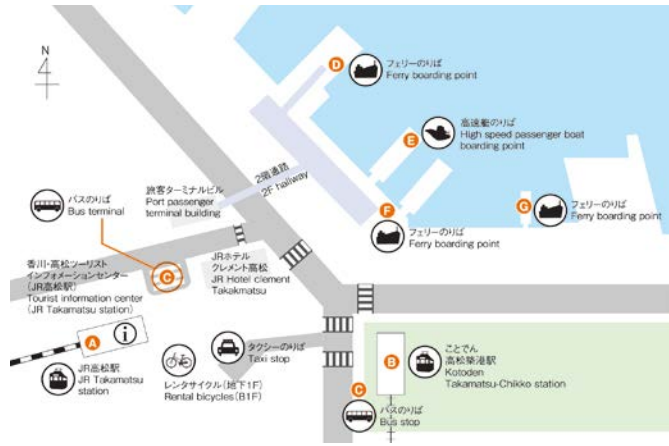 N
4
D
フェリーのりば
Ferry boarding point
高速艇のりば
High speed passenger boat
boarding point
E
2階通路
2F hallway
旅客ターミナルビル
Port passenger
terminal building
バスのりば
Bus terminal
F
フェリーのりば
Ferry boarding point
G
フェリーのりば
Ferry boarding point
香川・高松ツーリスト
インフォメーションセンター
(JR高松駅)
Tourist information center
(JR Takamatsu station)
C
JRホテル
クレメント高松
JR Hotel clement
Takakmatsu
A
i
JR高松駅
JR Takamatsu
station
レンタサイクル(地下1F)
Rental bicycles(B1F)
タクシーのりば
Taxi stop
B
ことでん
高松築港駅
Kotoden
Takamatsu-Chikko station
C
バスのりば
Bus stop